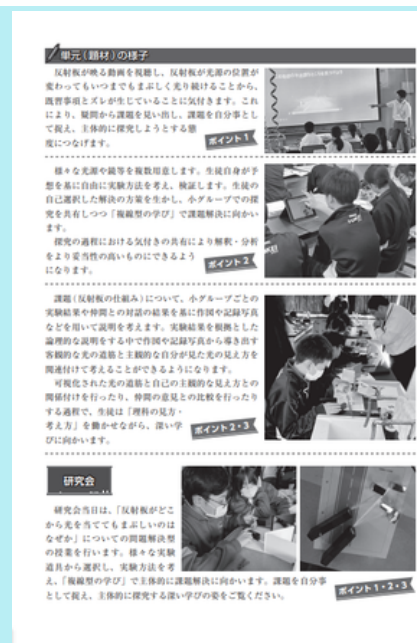 単元(題材)の様子
反射板が映る動画を視聴し、反射板が光源の位置が
変わってもいつまでもまぶしく光り続けることから、
既習事項とズレが生じていることに気付きます。これ
により、疑問から課題を見い出し、課題を自分事とし
て捉え、主体的に探究しようとする態
度につなげます。
ポイント1
様々な光源や鏡等を複数用意します。生徒自身が予
想を基に自由に実験方法を考え、検証します。生徒の
自己選択した解決の方策を生かし、小グループでの探
究を共有しつつ「複線型の学び」で課題解決に向かい
ます。
探究の過程における気付きの共有により解釈・分析
をより妥当性の高いものにできるよう
になります。
ポイント2
課題(反射板の仕組み)について、小グループごとの
実験結果や仲間との対話の結果を基に作図や記録写真
などを用いて説明を考えます。実験結果を根拠とした
論理的な説明をする中で作図や記録写真から導き出す
客観的な光の道筋と主観的な自分が見た光の見え方を
関連付けて考えることができるようになります。
可視化された光の道筋と自己の主観的な見え方との
関係付けを行ったり、仲間の意見との比較を行ったり
する過程で、生徒は「理科の見方・
考え方」を働かせながら、深い学
びに向かいます。
ポイント2・3
研究会
研究会当日は、「反射板がどこ
から光を当ててもまぶしいのは
なぜか」についての問題解決型
の授業を行います。様々な実験
道具から選択し、実験方法を考
え、「複線型の学び」で主体的に課題解決に向かいます。課題を自分事
として捉え、主体的に探究する深い学びの姿をご覧ください。
ポイント1・2・3